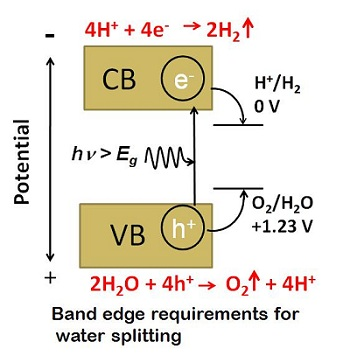 4H⁺ + 4e⁻ → 2H₂↑
-
CB
e⁻
H⁺/H₂
0 V
Potential
hν > E_g
O₂/H₂O
+1.23 V
VB
h⁺
+
2H₂O + 4h⁺ → O₂↑ + 4H⁺
Band edge requirements for
water splitting